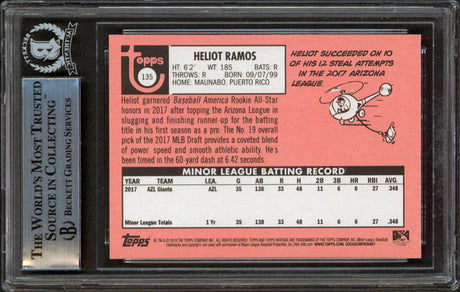 HELIOT RAMOS
HT: 6'2" WT: 185 BATS: R
THROWS: R BORN: 09/07/99
HOME: MAUNABO, PUERTO RICO
Topps
135
HELIOT SUCCEEDED ON 10
OF HIS 12 STEAL ATTEMPTS
IN THE 2017 ARIZONA
LEAGUE.
Heliot garnered Baseball America Rookie All-Star
honors in 2017 after topping the Arizona League in
slugging and finishing runner-up for the batting
title in his first season as a pro. The No. 19 overall
pick of the 2017 MLB Draft provides a coveted blend
of power speed and smooth athletic ability. He's
been timed in the 60-yard dash at 6.42 seconds.
MINOR LEAGUE BATTING RECORD
YEAR TEAM LEA. G AB R H 2B 3B HR RBI AVG.
2017 AZL Giants AZL 35 138 33 48 11 6 6 27 .348
Minor League Totals 1 Yr. 35 138 33 48 11 6 6 27 .348
Topps
THE WORLD'S MOST TRUSTED
SOURCE IN COLLECTING™
BECKETT GRADING SERVICES